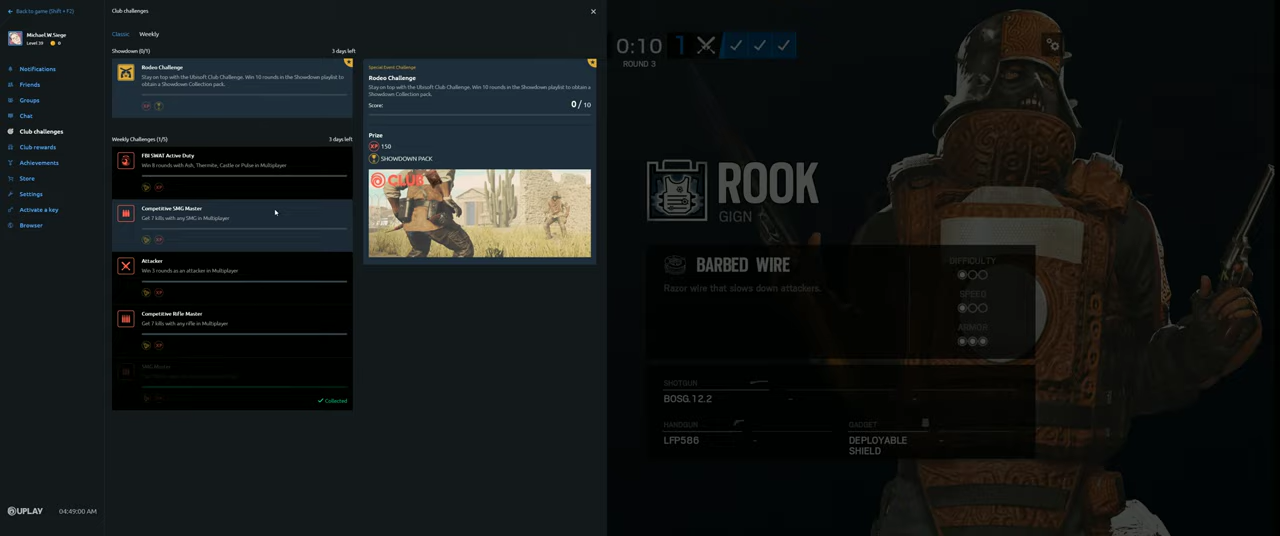 Back to game (Shift + F2)
Michael.W.Siege
Level 39 0
Notifications
Friends
Groups
Chat
Club challenges
Club rewards
Achievements
Store
Settings
Activate a key
Browser
UPLAY 04:49:00 AM
Club challenges
Classic Weekly
Showdown (0/1) 3 days left
Rodeo Challenge
Stay on top with the Ubisoft Club Challenge. Win 10 rounds in the Showdown playlist to
obtain a Showdown Collection pack.
XP
Weekly Challenges (1/5) 3 days left
FBI SWAT Active Duty
Win 8 rounds with Ash, Thermite, Castle or Pulse in Multiplayer
XP
Competitive SMG Master
Get 7 kills with any SMG in Multiplayer
XP
Attacker
Win 3 rounds as an attacker in Multiplayer
XP
Competitive Rifle Master
Get 7 kills with any rifle in Multiplayer
XP
SMG Master
Collected
Special Event Challenge
Rodeo Challenge
Stay on top with the Ubisoft Club Challenge. Win 10 rounds in the Showdown playlist to obtain a Showdown Collection
pack.
Score: 0 / 10
Prize
XP 150
SHOWDOWN PACK
CLUB
0:10 1
ROUND 3
ROOK
GIGN
BARBED WIRE
Razor wire that slows down attackers.
DIFFICULTY
SPEED
ARMOR
SHOTGUN
BOSG.12.2 - -
HANDGUN
LFP586 -
GADGET
DEPLOYABLE -
SHIELD